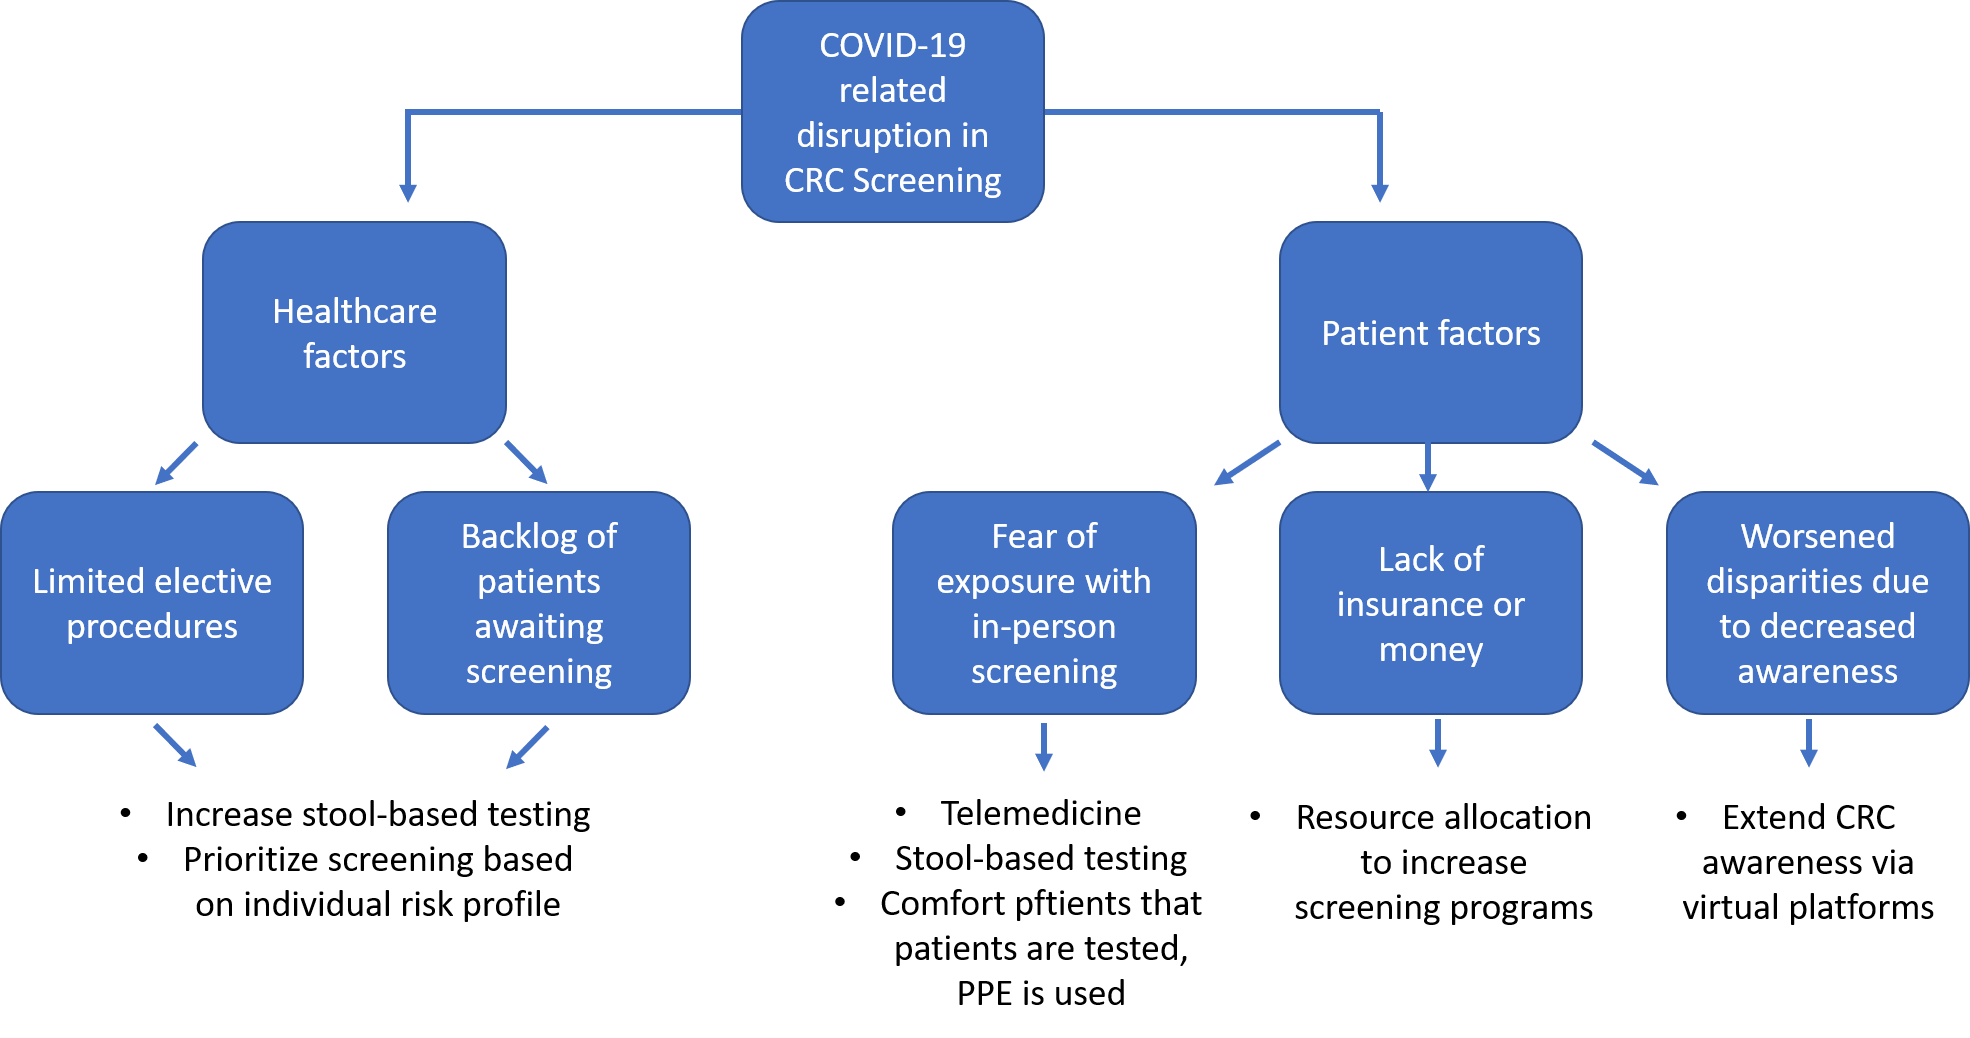 COVID-19
related
disruption in
CRC Screening
Healthcare
factors
Patient factors
Limited elective
procedures
Backlog of
patients
awaiting
screening
Fear of
exposure with
in-person
screening
Lack of
insurance or
money
Worsened
disparities due
to decreased
awareness
• Increase stool-based testing
• Prioritize screening based
on individual risk profile
• Telemedicine
• Stool-based testing
• Comfort pftients that
patients are tested,
PPE is used
• Resource allocation
to increase
screening programs
• Extend CRC
awareness via
virtual platforms